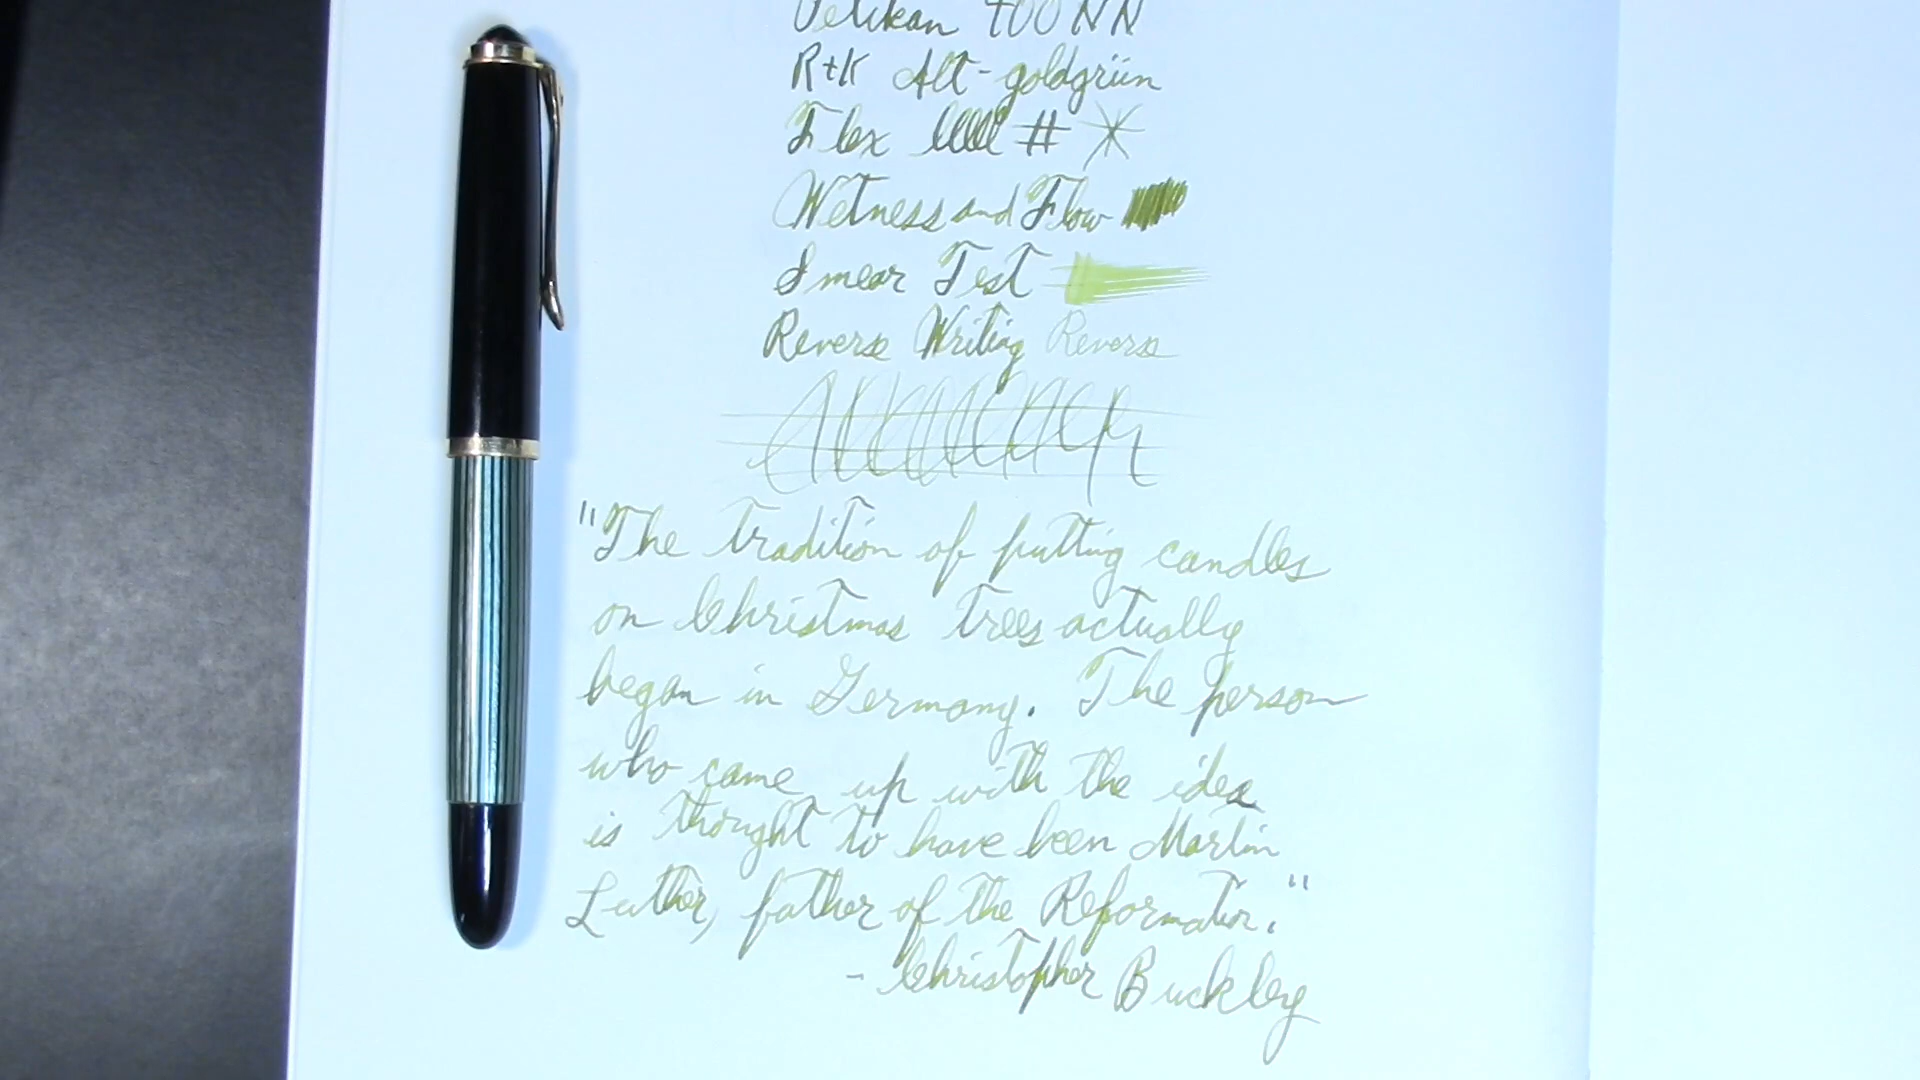 Pelikan 400NN
R+K Alt-goldgrün
Flex llll # *
Wetness and Flow
Smear Test
Reverse Writing Reverse
"The tradition of putting candles
on Christmas trees actually
began in Germany. The person
who came up with the idea
is thought to have been Martin
Luther, father of the Reformation."
- Christopher Buckley